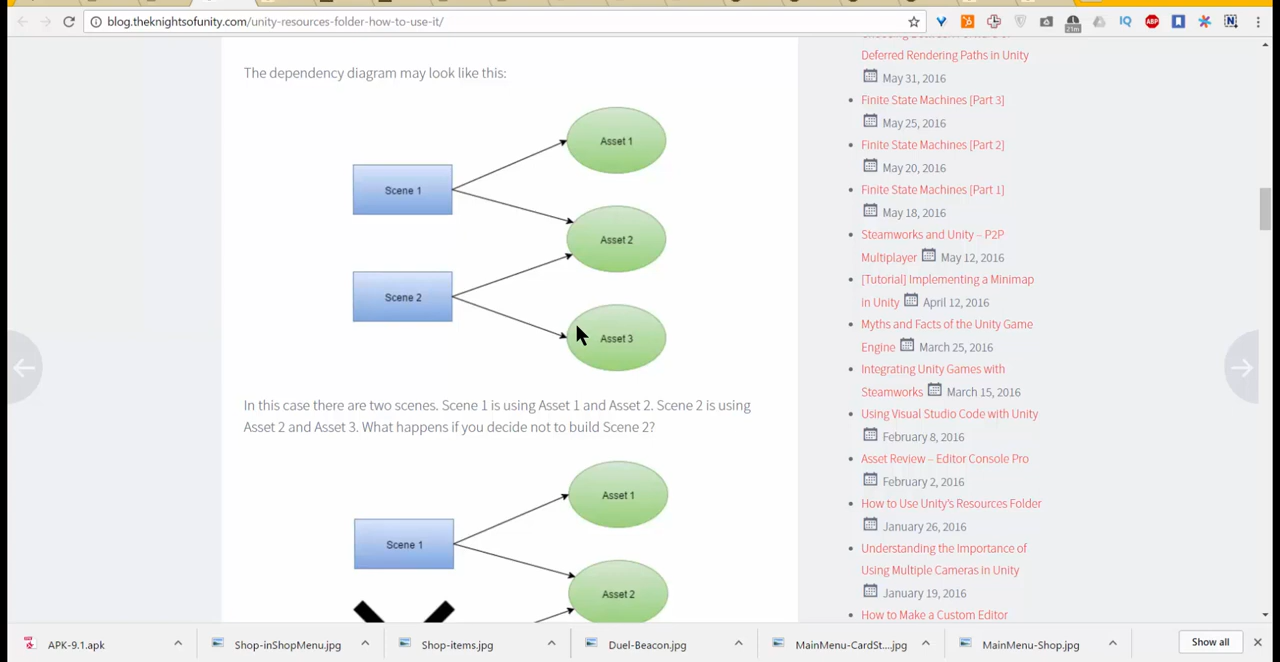 blog.theknightsofunity.com/unity-resources-folder-how-to-use-it/
21m
IQ
ABP
N
The dependency diagram may look like this:
Scene 1
Scene 2
Asset 1
Asset 2
Asset 3
In this case there are two scenes. Scene 1 is using Asset 1 and Asset 2. Scene 2 is using
Asset 2 and Asset 3. What happens if you decide not to build Scene 2?
Scene 1
Asset 1
Asset 2
Deferred Rendering Paths in Unity
May 31, 2016
Finite State Machines [Part 3]
May 25, 2016
Finite State Machines [Part 2]
May 20, 2016
Finite State Machines [Part 1]
May 18, 2016
Steamworks and Unity – P2P
Multiplayer May 12, 2016
[Tutorial] Implementing a Minimap
in Unity April 12, 2016
Myths and Facts of the Unity Game
Engine March 25, 2016
Integrating Unity Games with
Steamworks March 15, 2016
Using Visual Studio Code with Unity
February 8, 2016
Asset Review – Editor Console Pro
February 2, 2016
How to Use Unity's Resources Folder
January 26, 2016
Understanding the Importance of
Using Multiple Cameras in Unity
January 19, 2016
How to Make a Custom Editor
APK-9.1.apk
Shop-inShopMenu.jpg
Shop-items.jpg
Duel-Beacon.jpg
MainMenu-CardSt....jpg
MainMenu-Shop.jpg
Show all